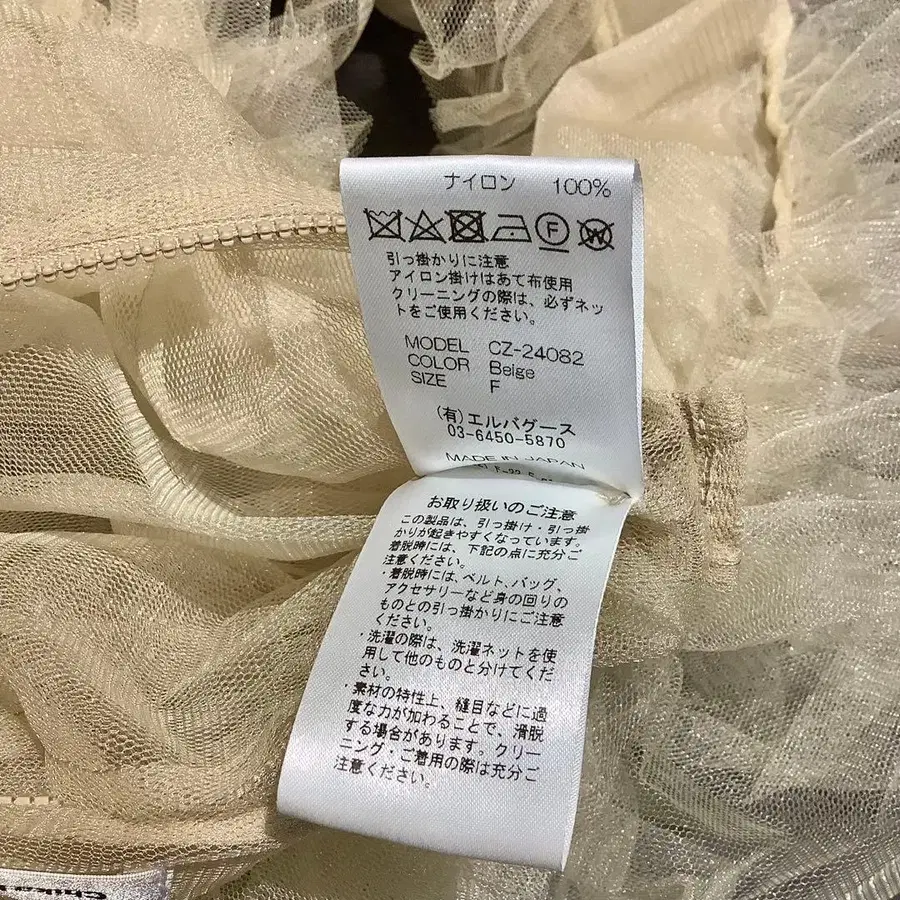 ナイロン 100%
F W
引っ掛かりに注意
アイロン掛けはあて布使用
クリーニングの際は、必ずネッ
トをご使用ください。
MODEL CZ-24082
COLOR Beige
SIZE F
(有)エルバグース
03-6450-5870
MADE IN JAPAN
お取り扱いのご注意
この製品は、引っ掛け・引っ掛
かりが起きやすくなっています。
着脱時には、下記の点に充分ご
注意ください。
・着脱時には、ベルト、バッグ、
アクセサリーなど身の回りの
ものとの引っ掛かりにご注意
ください。
・洗濯の際は、洗濯ネットを使
用して他のものと分けてくだ
さい。
・素材の特性上、縫目などに過
度な力が加わることで、滑脱
する場合があります。クリー
ニング・ご着用の際は充分ご
注意ください。
Chika